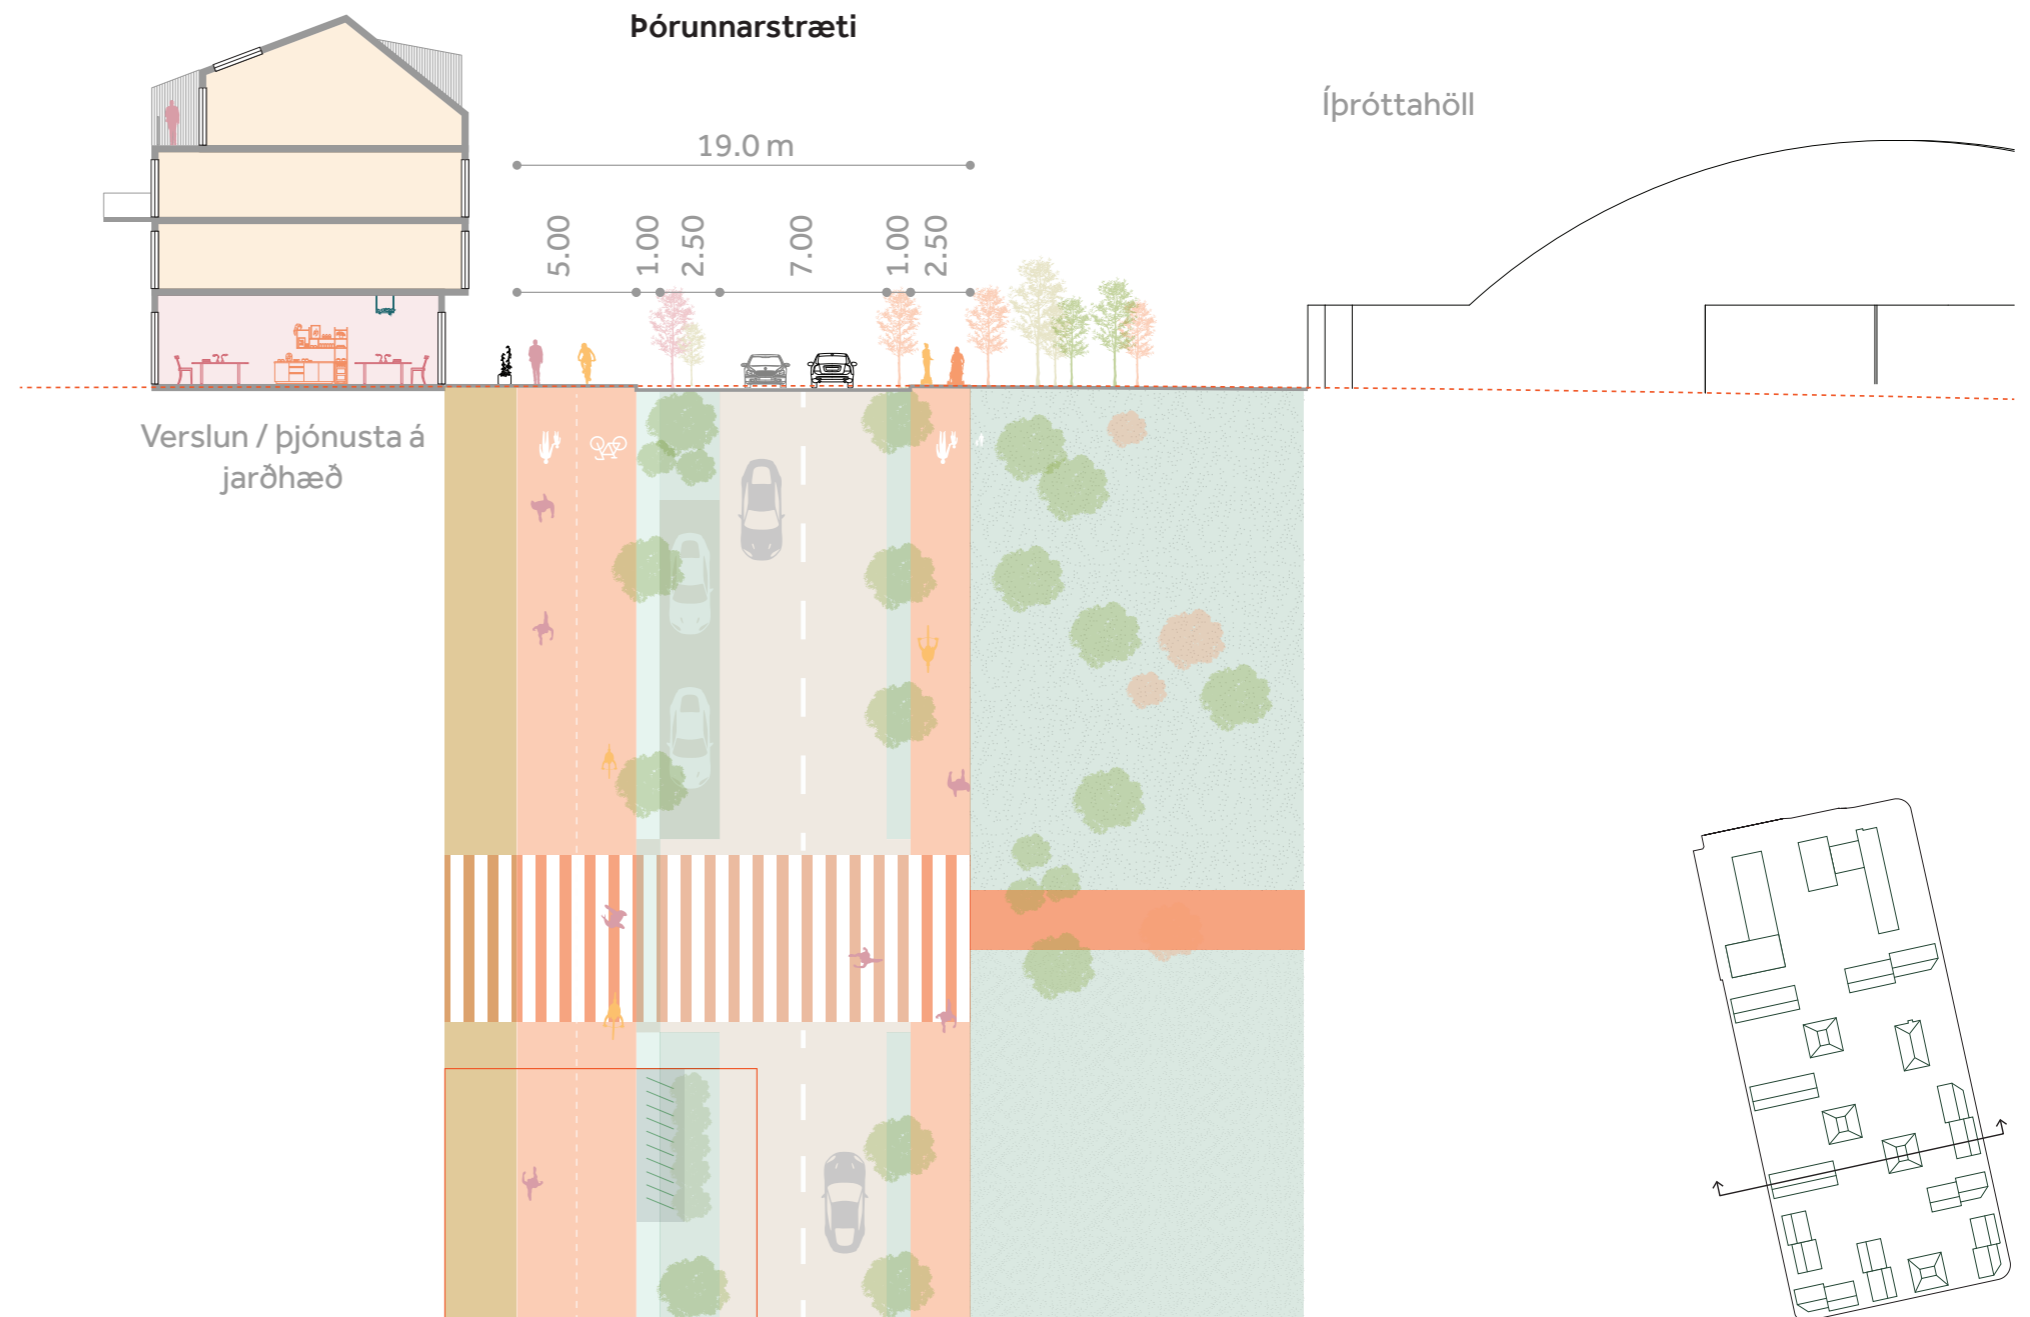 Þórunnarstræti
Íþróttahöll
19.0 m
5.00
1.00
2.50
7.00
1.00
2.50
Verslun / þjónusta á
jarðhæð